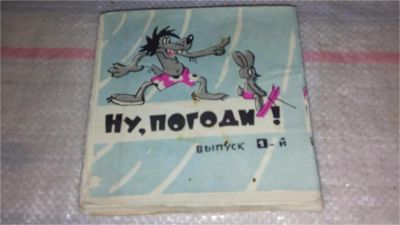 Ну, погоди!
выпуск 1-й